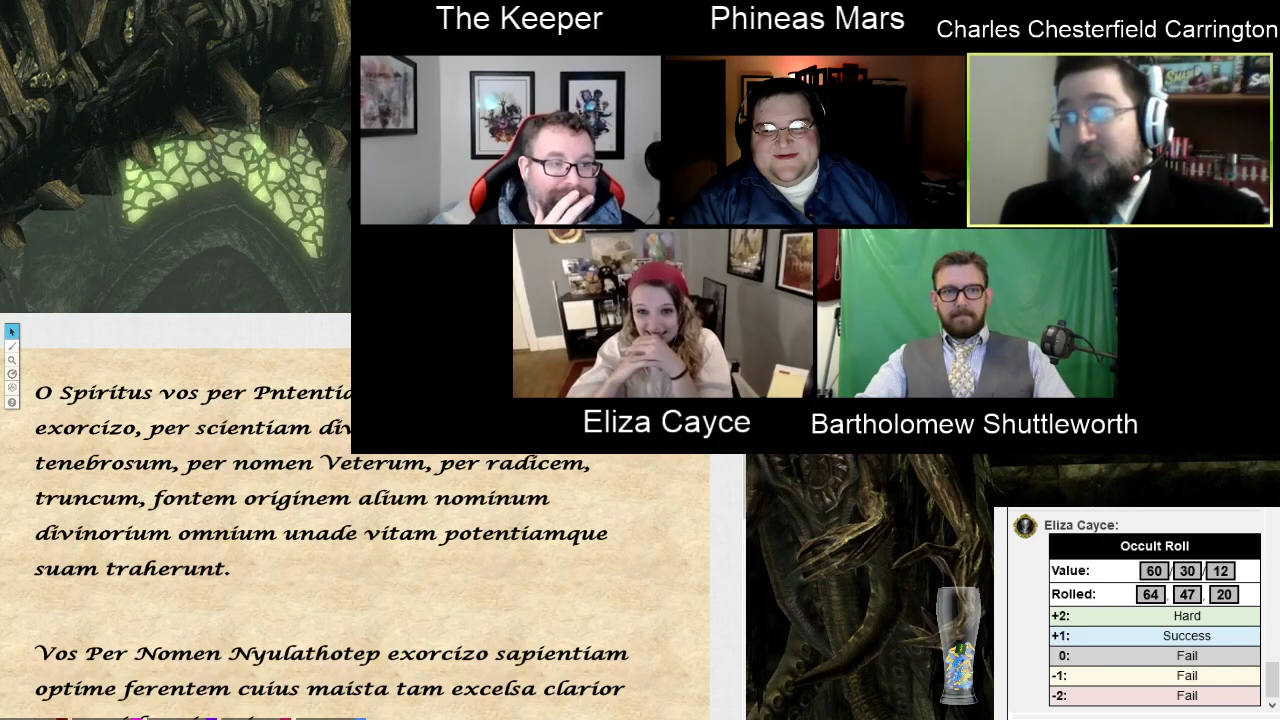 The Keeper
Phineas Mars
Charles Chesterfield Carrington
Eliza Cayce
Bartholomew Shuttleworth
O Spiritus vos per
exorcizo, per scientiam
tenebrosum, per nomen Veterum, per radicem,
truncum, fontem originem alium nominum
divinorium omnium unade vitam potentiamque
suam traherunt.
Vos Per Nomen Nyulathotep exorcizo sapientiam
optime ferentem cuius maista tam excelsa clarior
Eliza Cayce:
Occult Roll
Value: 60 / 30 / 12
Rolled: 64, 47, 20
+2: Hard
+1: Success
0: Fail
-1: Fail
-2: Fail